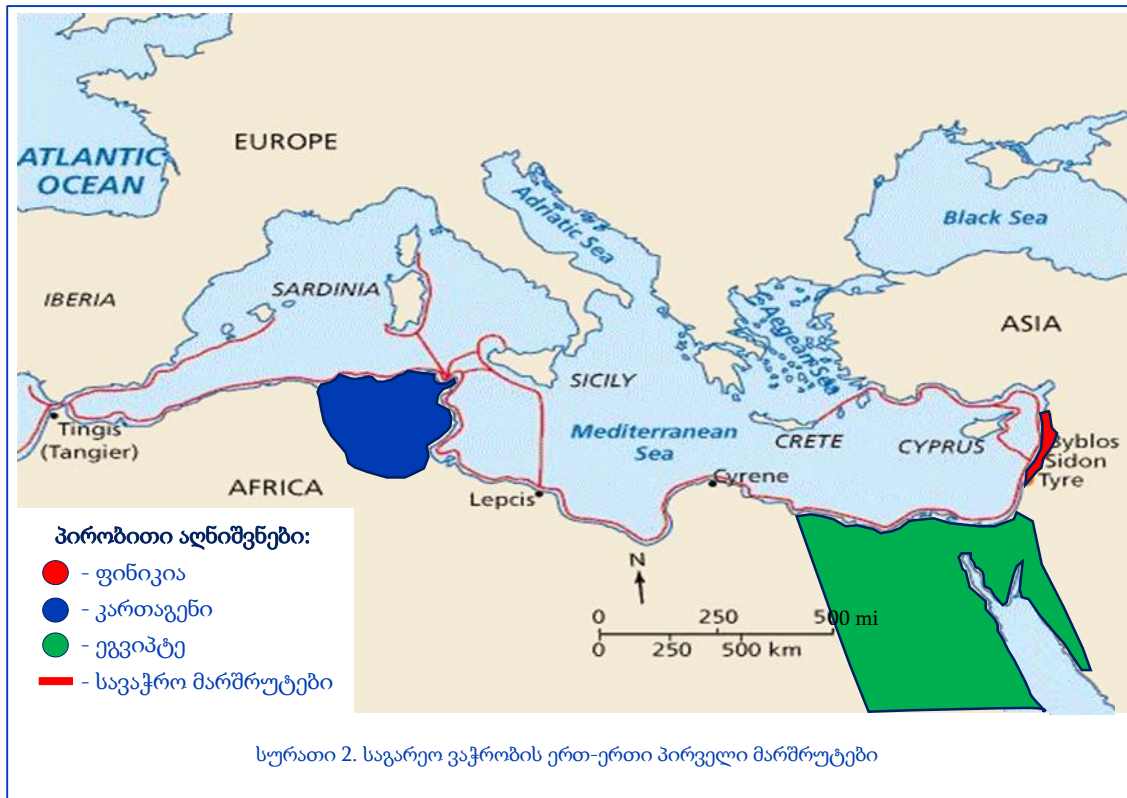 EUROPE
ATLANTIC
OCEAN
Adriatic Sea
Black Sea
IBERIA
SARDINIA
ASIA
Aegean Sea
SICILY
Tingis
(Tangier)
Mediterranean
Sea
CRETE
CYPRUS
Byblos
Sidon
Tyre
AFRICA
Lepcis
Cyrene
პირობითი აღნიშვნები:
- ფინიკია
- კართაგენი
- ეგვიპტე
- სავაჭრო მარშრუტები
N
0 250 500 mi
0 250 500 km
სურათი 2. საგარეო ვაჭრობის ერთ-ერთი პირველი მარშრუტები